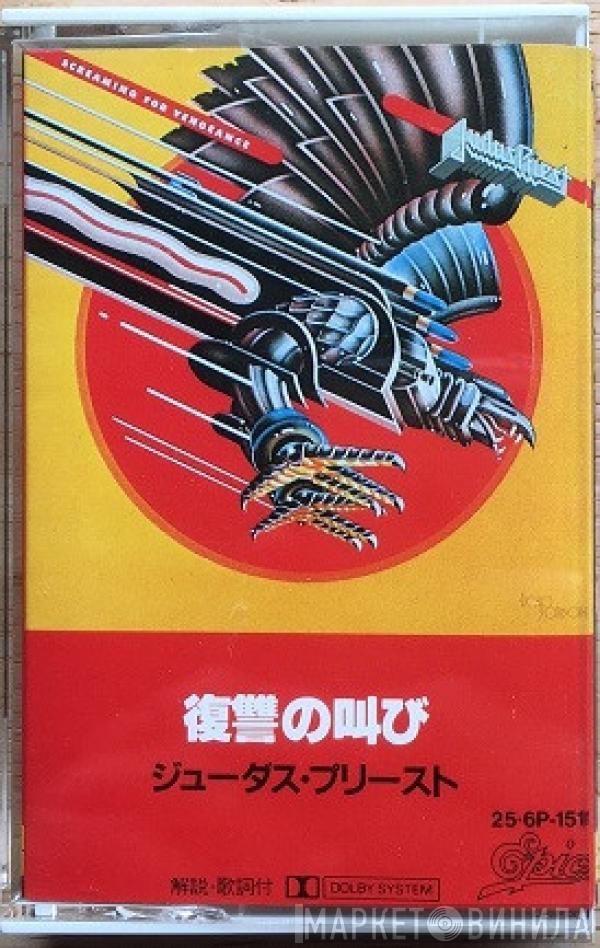 SCREAMING FOR VENGEANCE
Judas Priest
復讐の叫び
ジューダス・プリースト
25・6P-151
Epic
解説・歌詞付 DOLBY SYSTEM
МАРКЕТ ВИНИЛА